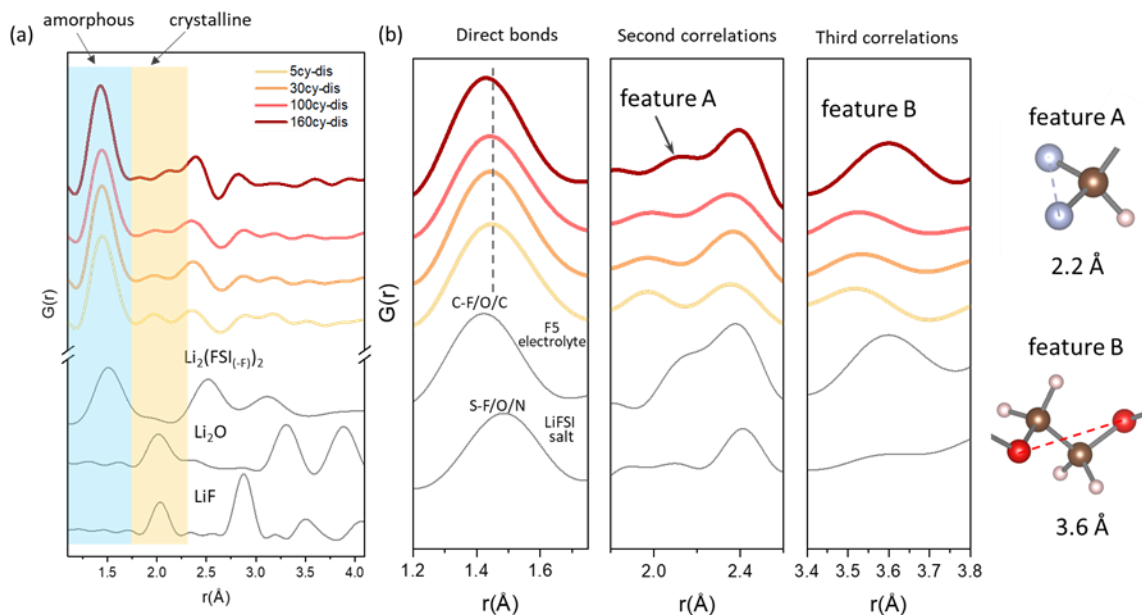 amorphous
crystalline
(a)
5cy-dis
30cy-dis
100cy-dis
160cy-dis
G(r)
Li₂(FSI₍₋F₎)₂
Li₂O
LiF
1.5
2.0
2.5
3.0
3.5
4.0
r(Å)
(b)
Direct bonds
Second correlations
Third correlations
feature A
feature B
G(r)
C-F/O/C
F5
electrolyte
S-F/O/N
LiFSI
salt
1.2
1.4
1.6
r(Å)
2.0
2.4
r(Å)
3.4
3.5
3.6
3.7
3.8
r(Å)
feature A
2.2 Å
feature B
3.6 Å